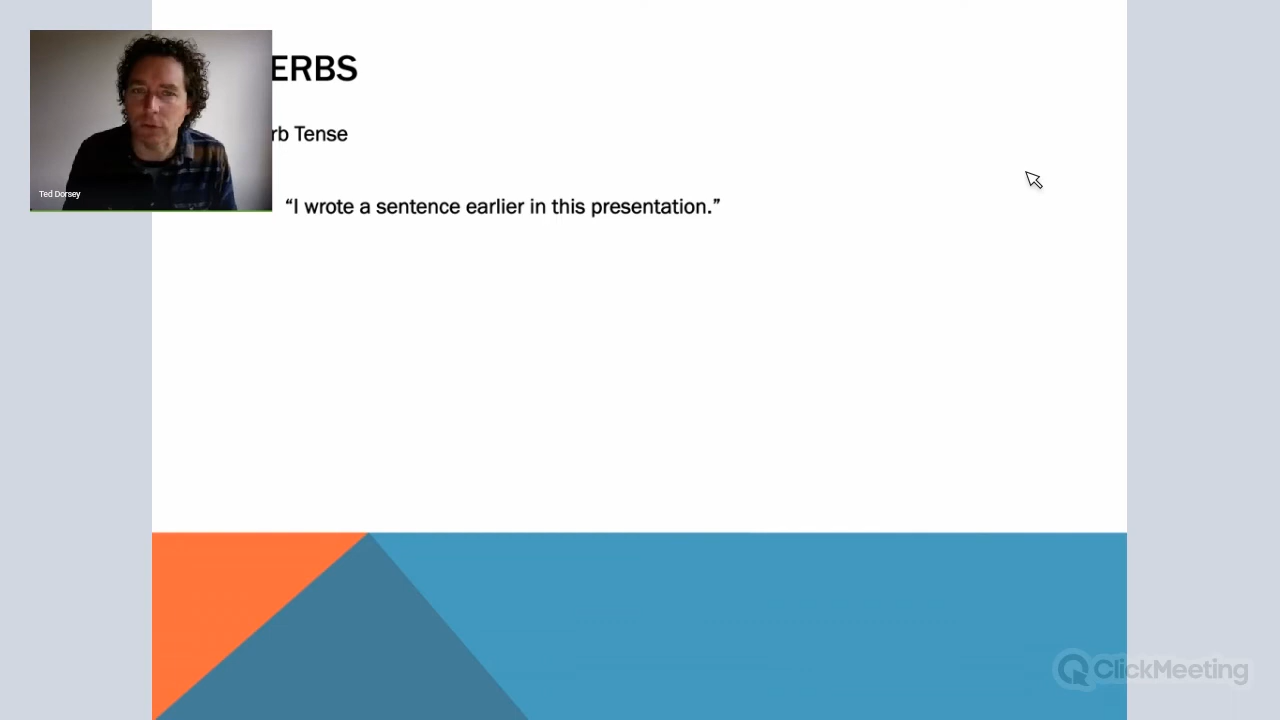 ERBS
rb Tense
Ted Dorsey
“I wrote a sentence earlier in this presentation.”
ClickMeeting